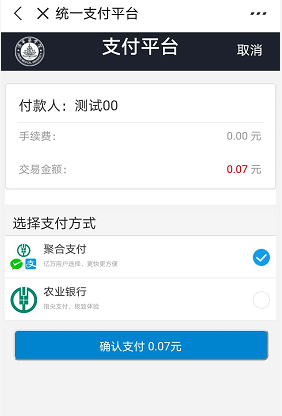 统一支付平台
支付平台
取消
付款人：测试00
手续费： 0.00 元
交易金额： 0.07 元
选择支付方式
聚合支付
亿万用户选择，更快更方便
农业银行
指尖支付，极致体验
确认支付 0.07元